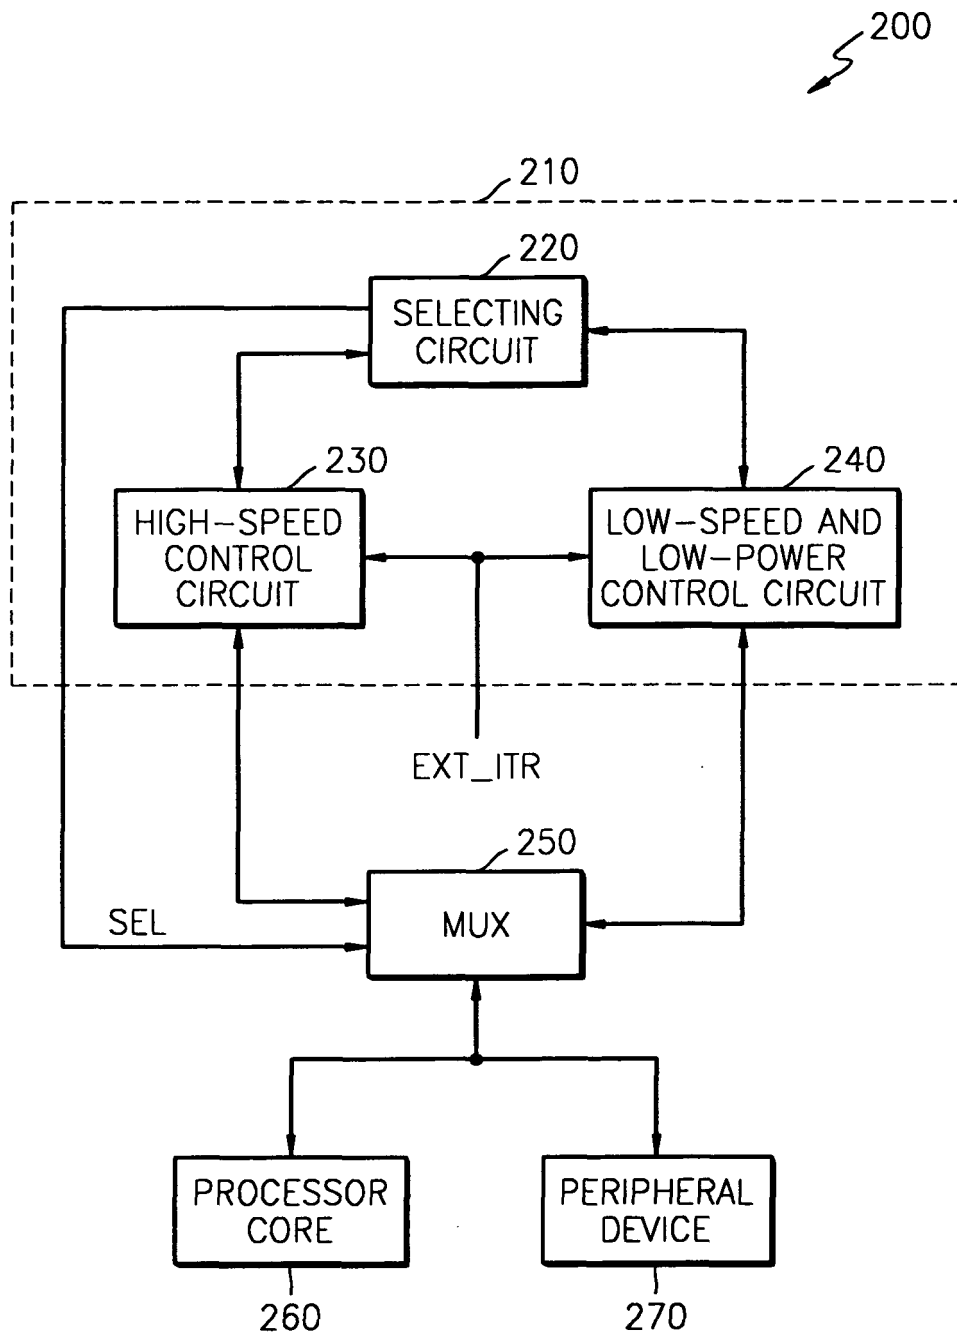 200
210
220
SELECTING
CIRCUIT
230
HIGH-SPEED
CONTROL
CIRCUIT
240
LOW-SPEED AND
LOW-POWER
CONTROL CIRCUIT
EXT_ITR
250
MUX
SEL
PROCESSOR
CORE
PERIPHERAL
DEVICE
260
270